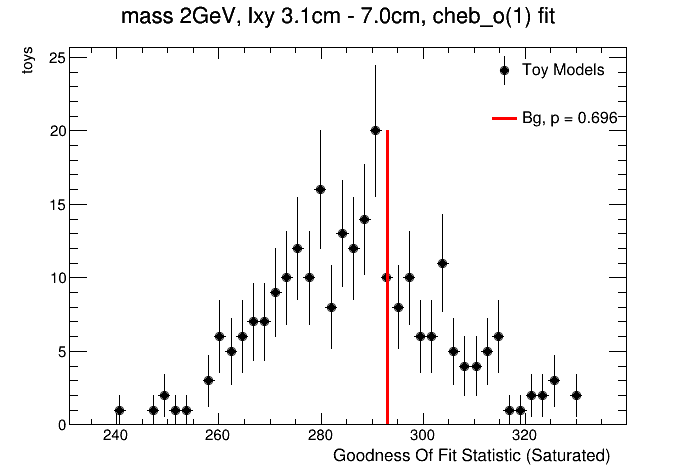 mass 2GeV, lxy 3.1cm - 7.0cm, cheb_o(1) fit
toys
25
20
15
10
5
0
Toy Models
Bg, p = 0.696
240 260 280 300 320
Goodness Of Fit Statistic (Saturated)